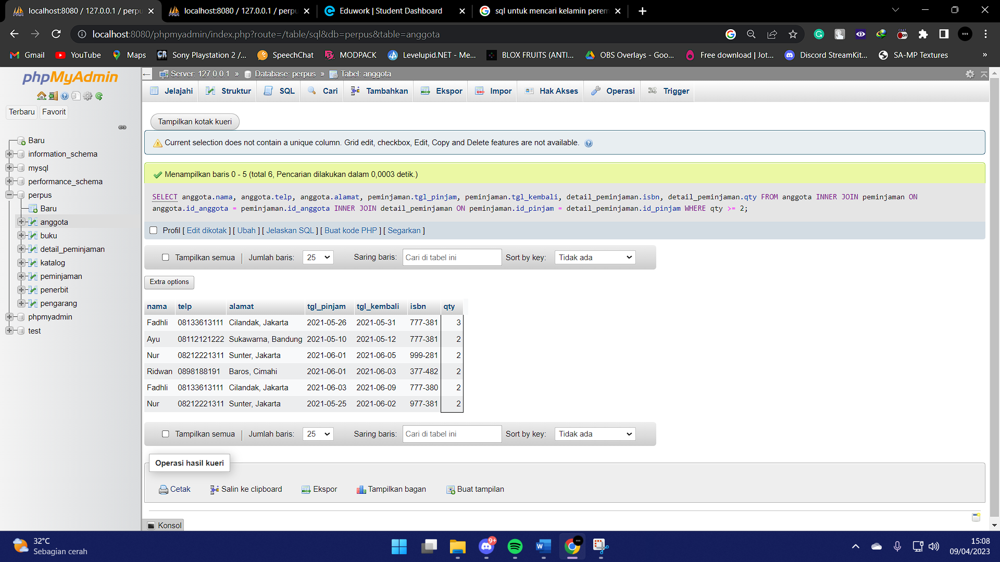 localhost:8080 / 127.0.0.1 / perpu
localhost:8080 / 127.0.0.1 / perpu
Eduwork | Student Dashboard
sql untuk mencari kelamin perem
localhost:8080/phpmyadmin/index.php?route=/table/sql&db=perpus&table=anggota
Gmail
YouTube
Maps
Sony Playstation 2 /...
SpeechChat
MODPACK
Levelupid.NET - Me...
BLOX FRUITS (ANTI...
OBS Overlays - Goo...
Free download | Jot...
Discord StreamKit...
SA-MP Textures
»
phpMyAdmin
Terbaru
Favorit
Baru
information_schema
mysql
performance_schema
perpus
Baru
anggota
buku
detail_peminjaman
katalog
peminjaman
penerbit
pengarang
phpmyadmin
test
Server: 127.0.0.1 » Database: perpus » Tabel: anggota
Jelajahi
Struktur
SQL
Cari
Tambahkan
Ekspor
Impor
Hak Akses
Operasi
Trigger
Tampilkan kotak kueri
Current selection does not contain a unique column. Grid edit, checkbox, Edit, Copy and Delete features are not available.
Menampilkan baris 0 - 5 (total 6, Pencarian dilakukan dalam 0,0003 detik.)
SELECT anggota.nama, anggota.telp, anggota.alamat, peminjaman.tgl_pinjam, peminjaman.tgl_kembali, detail_peminjaman.isbn, detail_peminjaman.qty FROM anggota INNER JOIN peminjaman ON
anggota.id_anggota = peminjaman.id_anggota INNER JOIN detail_peminjaman ON peminjaman.id_pinjam = detail_peminjaman.id_pinjam WHERE qty >= 2;
Profil [ Edit dikotak ] [ Ubah ] [ Jelaskan SQL ] [ Buat kode PHP ] [ Segarkan ]
Tampilkan semua | Jumlah baris: 25 Saring baris: Cari di tabel ini Sort by key: Tidak ada
Extra options
nama telp alamat tgl_pinjam tgl_kembali isbn qty
Fadhli 08133613111 Cilandak, Jakarta 2021-05-26 2021-05-31 777-381 3
Ayu 08112121222 Sukawarna, Bandung 2021-05-10 2021-05-12 777-381 2
Nur 08212221311 Sunter, Jakarta 2021-06-01 2021-06-05 999-281 2
Ridwan 0898188191 Baros, Cimahi 2021-06-01 2021-06-03 377-482 2
Fadhli 08133613111 Cilandak, Jakarta 2021-06-03 2021-06-09 777-380 2
Nur 08212221311 Sunter, Jakarta 2021-05-25 2021-06-02 977-381 2
Tampilkan semua | Jumlah baris: 25 Saring baris: Cari di tabel ini Sort by key: Tidak ada
Operasi hasil kueri
Cetak
Salin ke clipboard
Ekspor
Tampilkan bagan
Buat tampilan
Konsol
32°C
Sebagian cerah
9+
15:08
09/04/2023